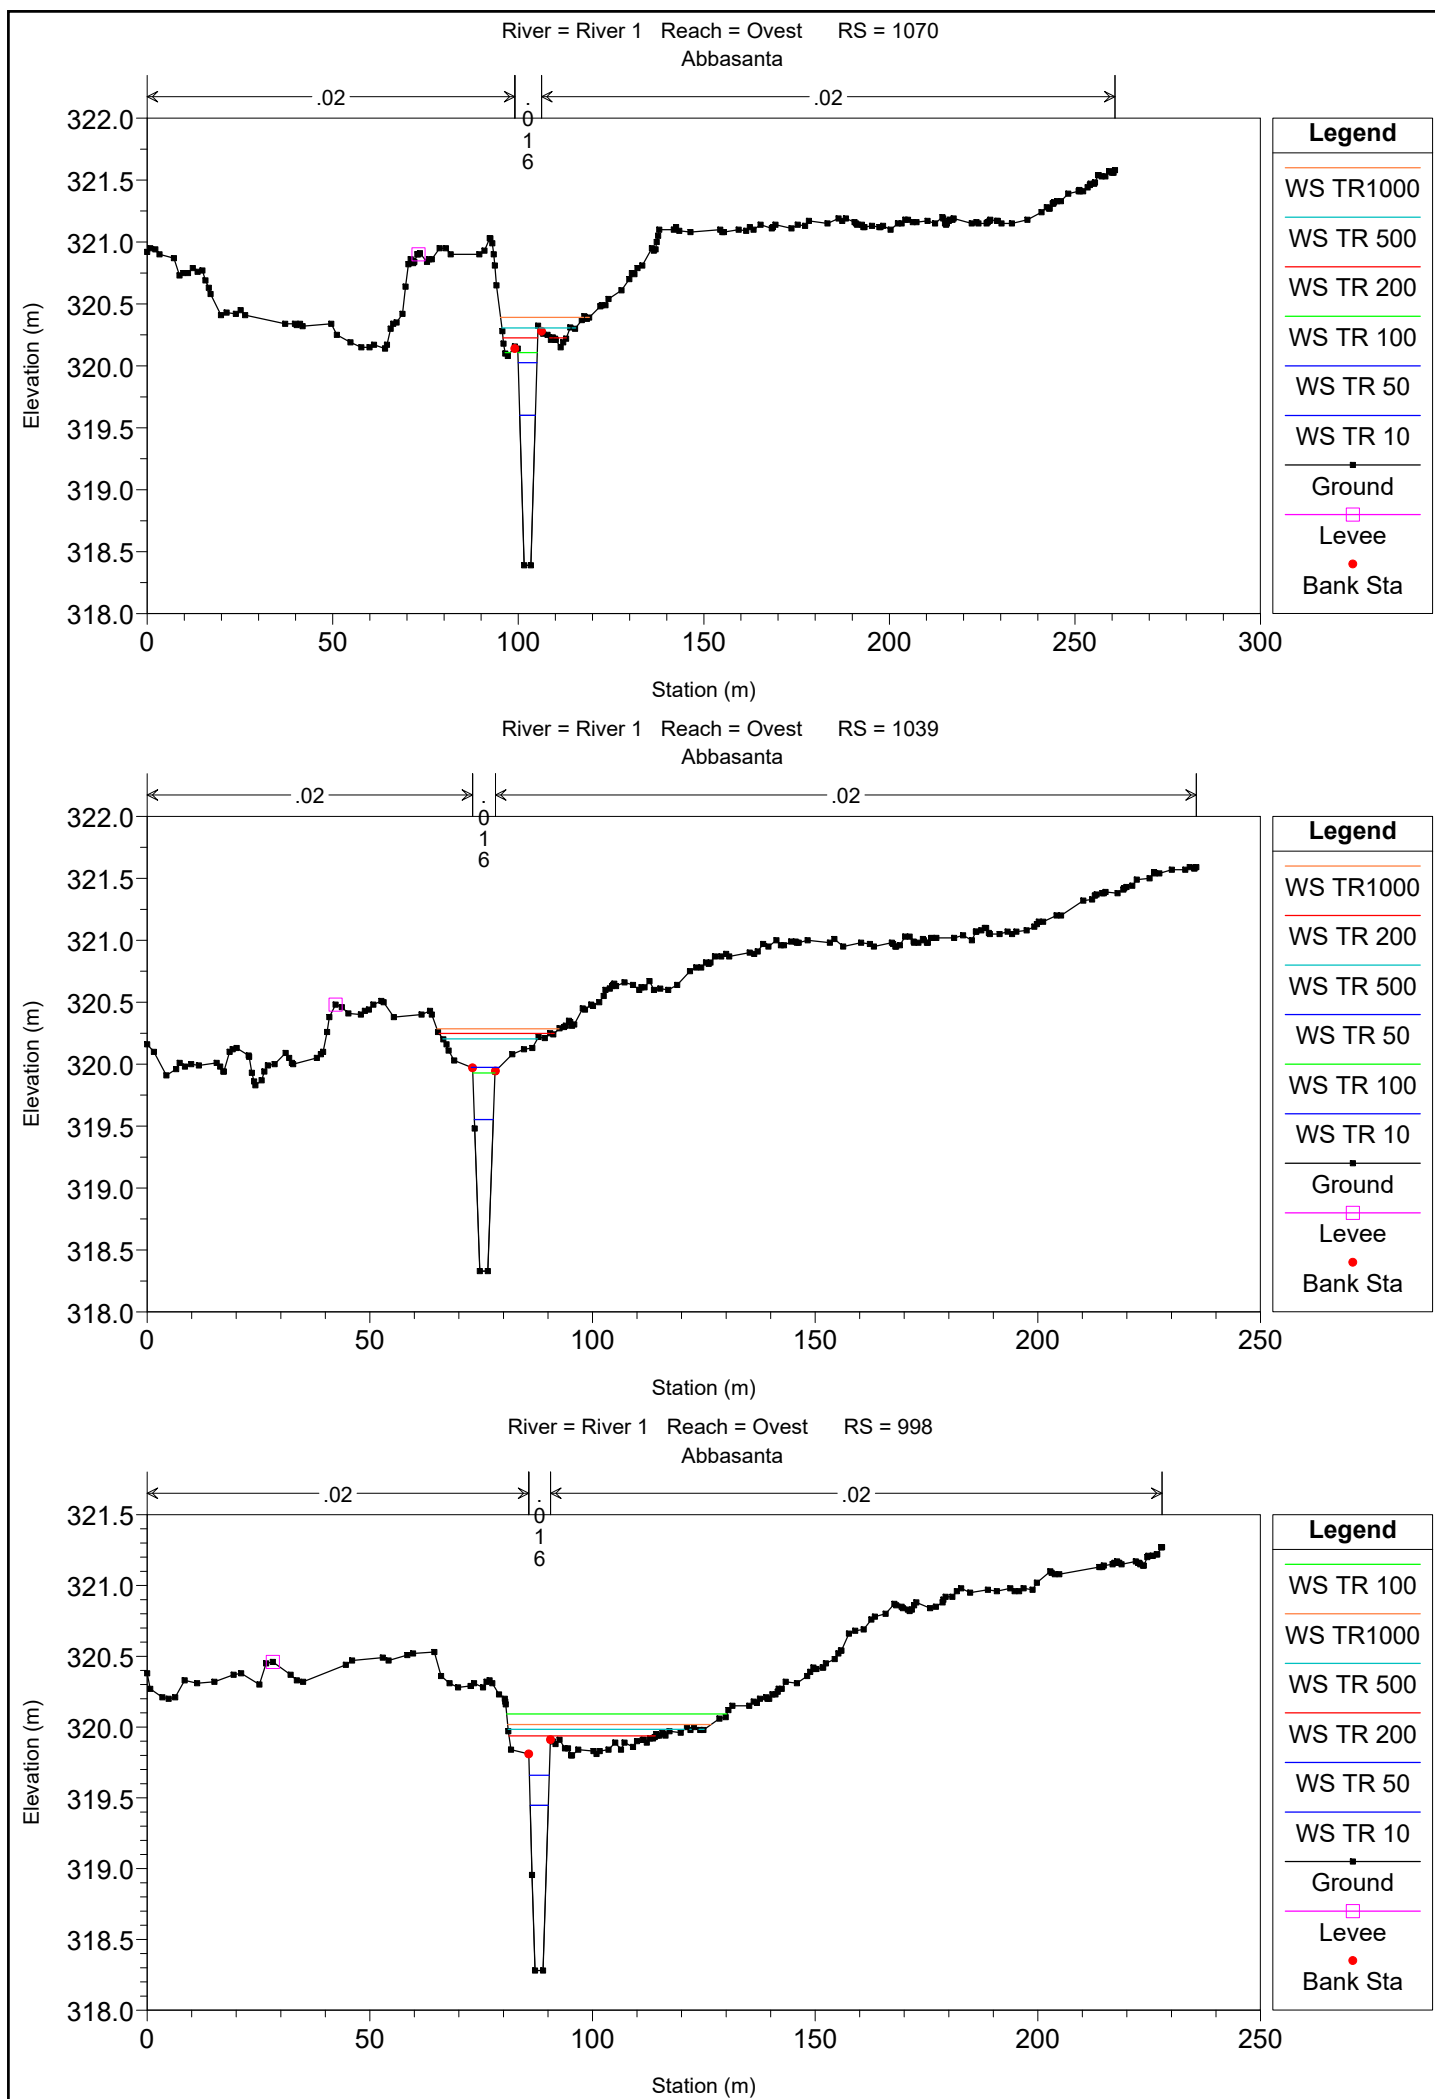 River = River 1 Reach = Ovest RS = 1070
Abbasanta
.02
.016
.02
322.0
321.5
321.0
320.5
320.0
319.5
319.0
318.5
318.0
Elevation (m)
0 50 100 150 200 250 300
Station (m)
Legend
WS TR1000
WS TR 500
WS TR 200
WS TR 100
WS TR 50
WS TR 10
Ground
Levee
Bank Sta
River = River 1 Reach = Ovest RS = 1039
Abbasanta
.02
.016
.02
322.0
321.5
321.0
320.5
320.0
319.5
319.0
318.5
318.0
Elevation (m)
0 50 100 150 200 250
Station (m)
Legend
WS TR1000
WS TR 200
WS TR 500
WS TR 50
WS TR 100
WS TR 10
Ground
Levee
Bank Sta
River = River 1 Reach = Ovest RS = 998
Abbasanta
.02
.016
.02
321.5
321.0
320.5
320.0
319.5
319.0
318.5
318.0
Elevation (m)
0 50 100 150 200 250
Station (m)
Legend
WS TR 100
WS TR1000
WS TR 500
WS TR 200
WS TR 50
WS TR 10
Ground
Levee
Bank Sta